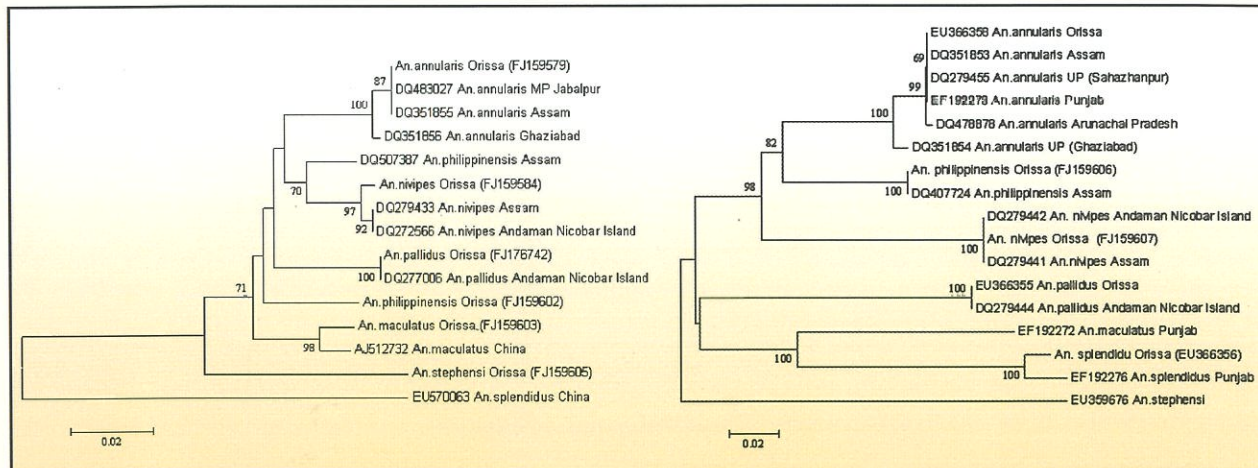 An.annularis Orissa (FJ159579)
87
DQ483027 An.annularis MP Jabalpur
DQ351855 An.annularis Assam
100
DQ351856 An.annularis Ghaziabad
DQ507387 An.philippinensis Assam
70
An.nivipes Orissa (FJ159584)
97
DQ279433 An.nivipes Assam
92
DQ272566 An.nivipes Andaman Nicobar Island
An.pallidus Orissa (FJ176742)
100
DQ277006 An.pallidus Andaman Nicobar Island
71
An.philippinensis Orissa (FJ159602)
An.maculatus Orissa.(FJ159603)
98
AJ512732 An.maculatus China
An.stephensi Orissa (FJ159605)
EU570063 An.splendidus China
0.02
EU366358 An.annularis Orissa
69
DQ351853 An.annularis Assam
DQ279455 An.annularis UP (Sahazhanpur)
99
EF192273 An.annularis Punjab
100
DQ478878 An.annularis Arunachal Pradesh
82
DQ351854 An.annularis UP (Ghaziabad)
An. philippinensis Orissa (FJ159606)
98
100
DQ407724 An.philippinensis Assam
DQ279442 An. nivipes Andaman Nicobar Island
An. nivipes Orissa (FJ159607)
100
DQ279441 An.nivipes Assam
EU366355 An.pallidus Orissa
100
DQ279444 An.pallidus Andaman Nicobar Island
EF192272 An.maculatus Punjab
100
An. splendidu Orissa (EU366356)
100
EF192276 An.splendidus Punjab
EU359676 An.stephensi
0.02